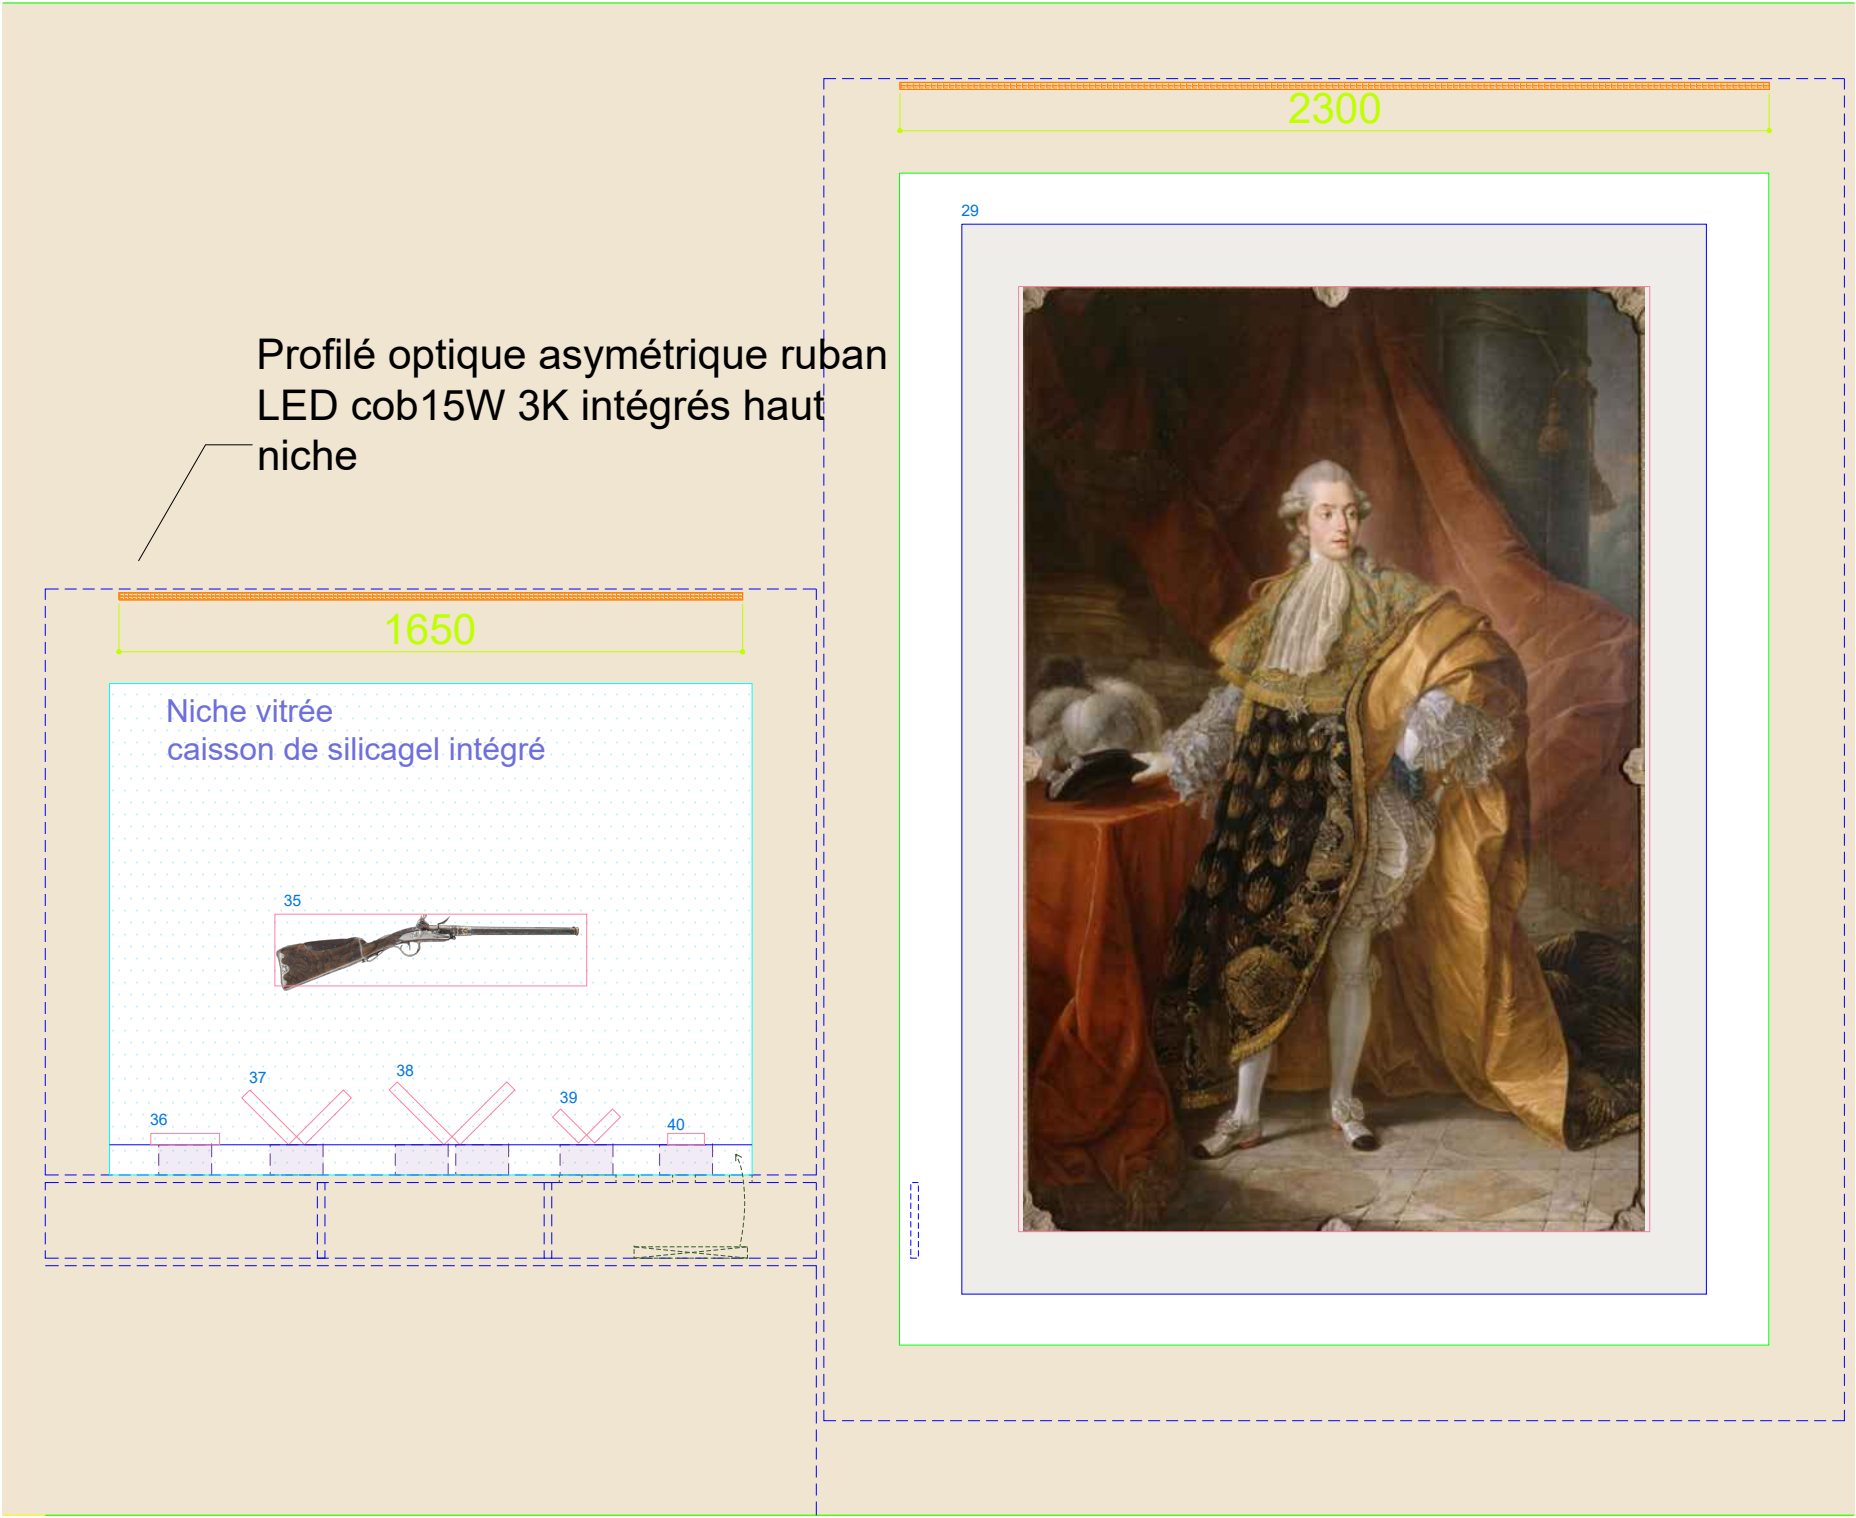 2300
29
Profilé optique asymétrique ruban
LED cob15W 3K intégrés haut
niche
1650
Niche vitrée
caisson de silicagel intégré
35
37
38
39
36
40